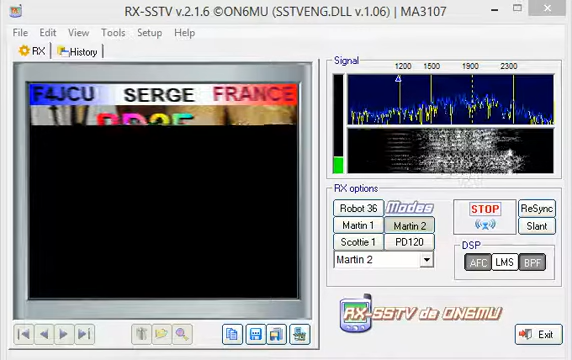 RX-SSTV v.2.1.6 ©ON6MU (SSTVENG.DLL v.1.06) | MA3107
File Edit View Tools Setup Help
RX History
F4JCU SERGE FRANCE
Signal
1200 1500 1900 2300
RX options
Robot 36 Modes
Martin 1 Martin 2
Scottie 1 PD120
Martin 2
STOP
ReSync
Slant
DSP
AFC LMS BPF
RX-SSTV de ON6MU
Exit